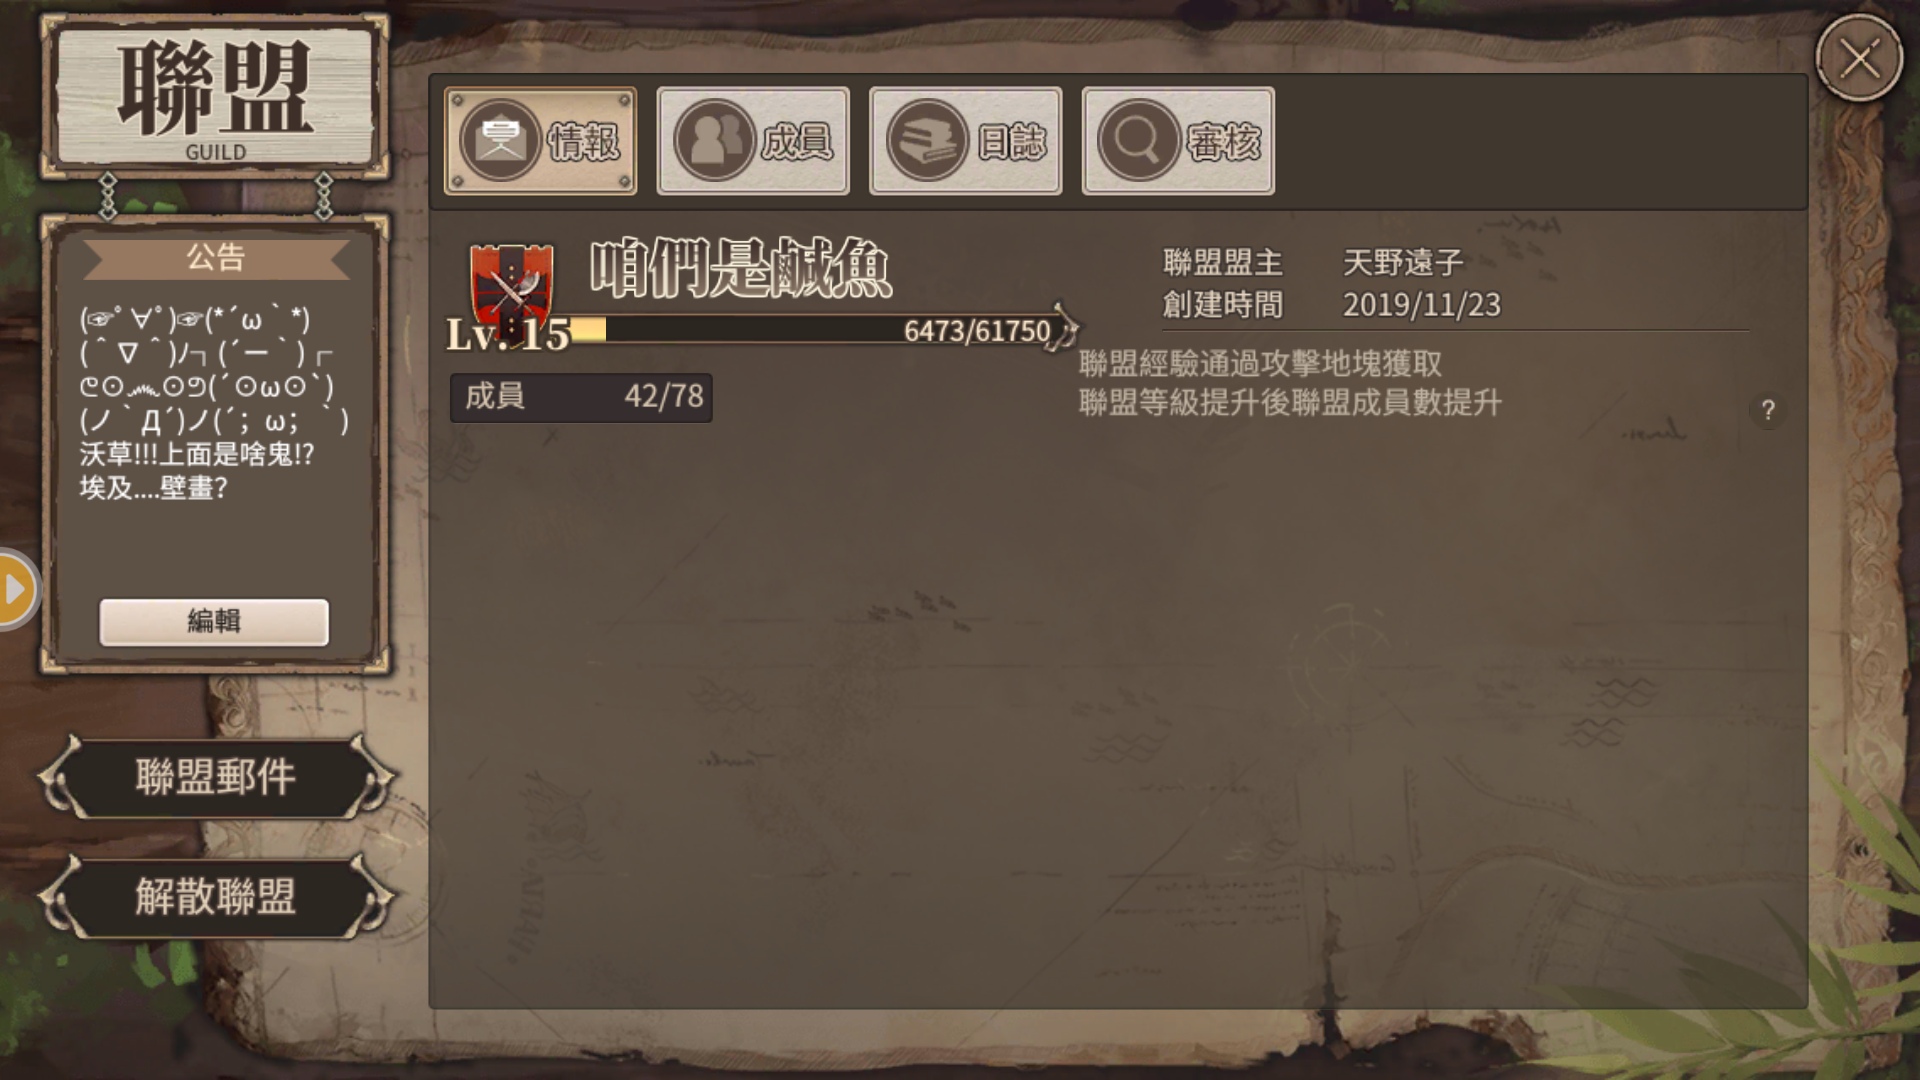 聯盟
GUILD
公告
(☞ﾟ∀ﾟ)☞(*´ω｀*)
(＾∇＾)ﾉ┐(´ー｀)┌
ლ⊙෴⊙ლ(´⊙ω⊙`)
(ノ｀Д´)ノ(´；ω；｀)
沃草!!!上面是啥鬼!?
埃及....壁畫?
編輯
聯盟郵件
解散聯盟
情報
成員
日誌
審核
咱們是鹹魚
Lv. 15
6473/61750
成員 42/78
聯盟盟主 天野遠子
創建時間 2019/11/23
聯盟經驗通過攻擊地塊獲取
聯盟等級提升後聯盟成員數提升
?